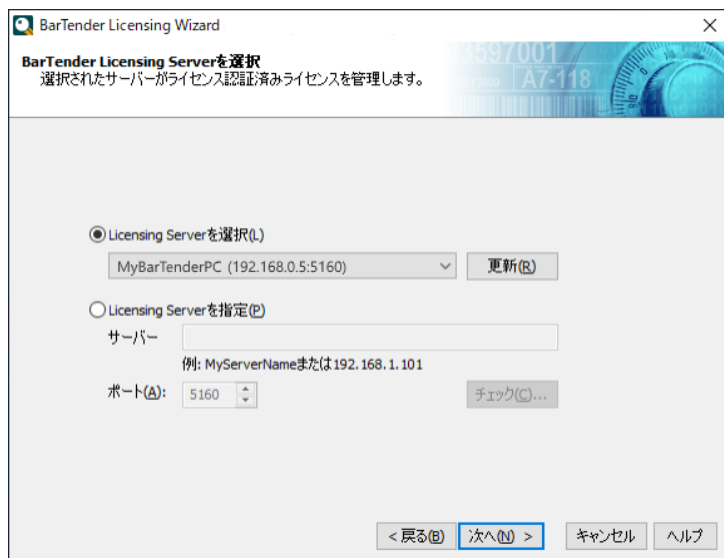 BarTender Licensing Wizard
BarTender Licensing Serverを選択
選択されたサーバーがライセンス認証済みライセンスを管理します。
3597001
A7-118
Licensing Serverを選択(L)
MyBarTenderPC (192.168.0.5:5160)
更新(R)
Licensing Serverを指定(P)
サーバー
例: MyServerNameまたは192.168.1.101
ポート(A):
5160
チェック(C)...
< 戻る(B)
次へ(N) >
キャンセル
ヘルプ